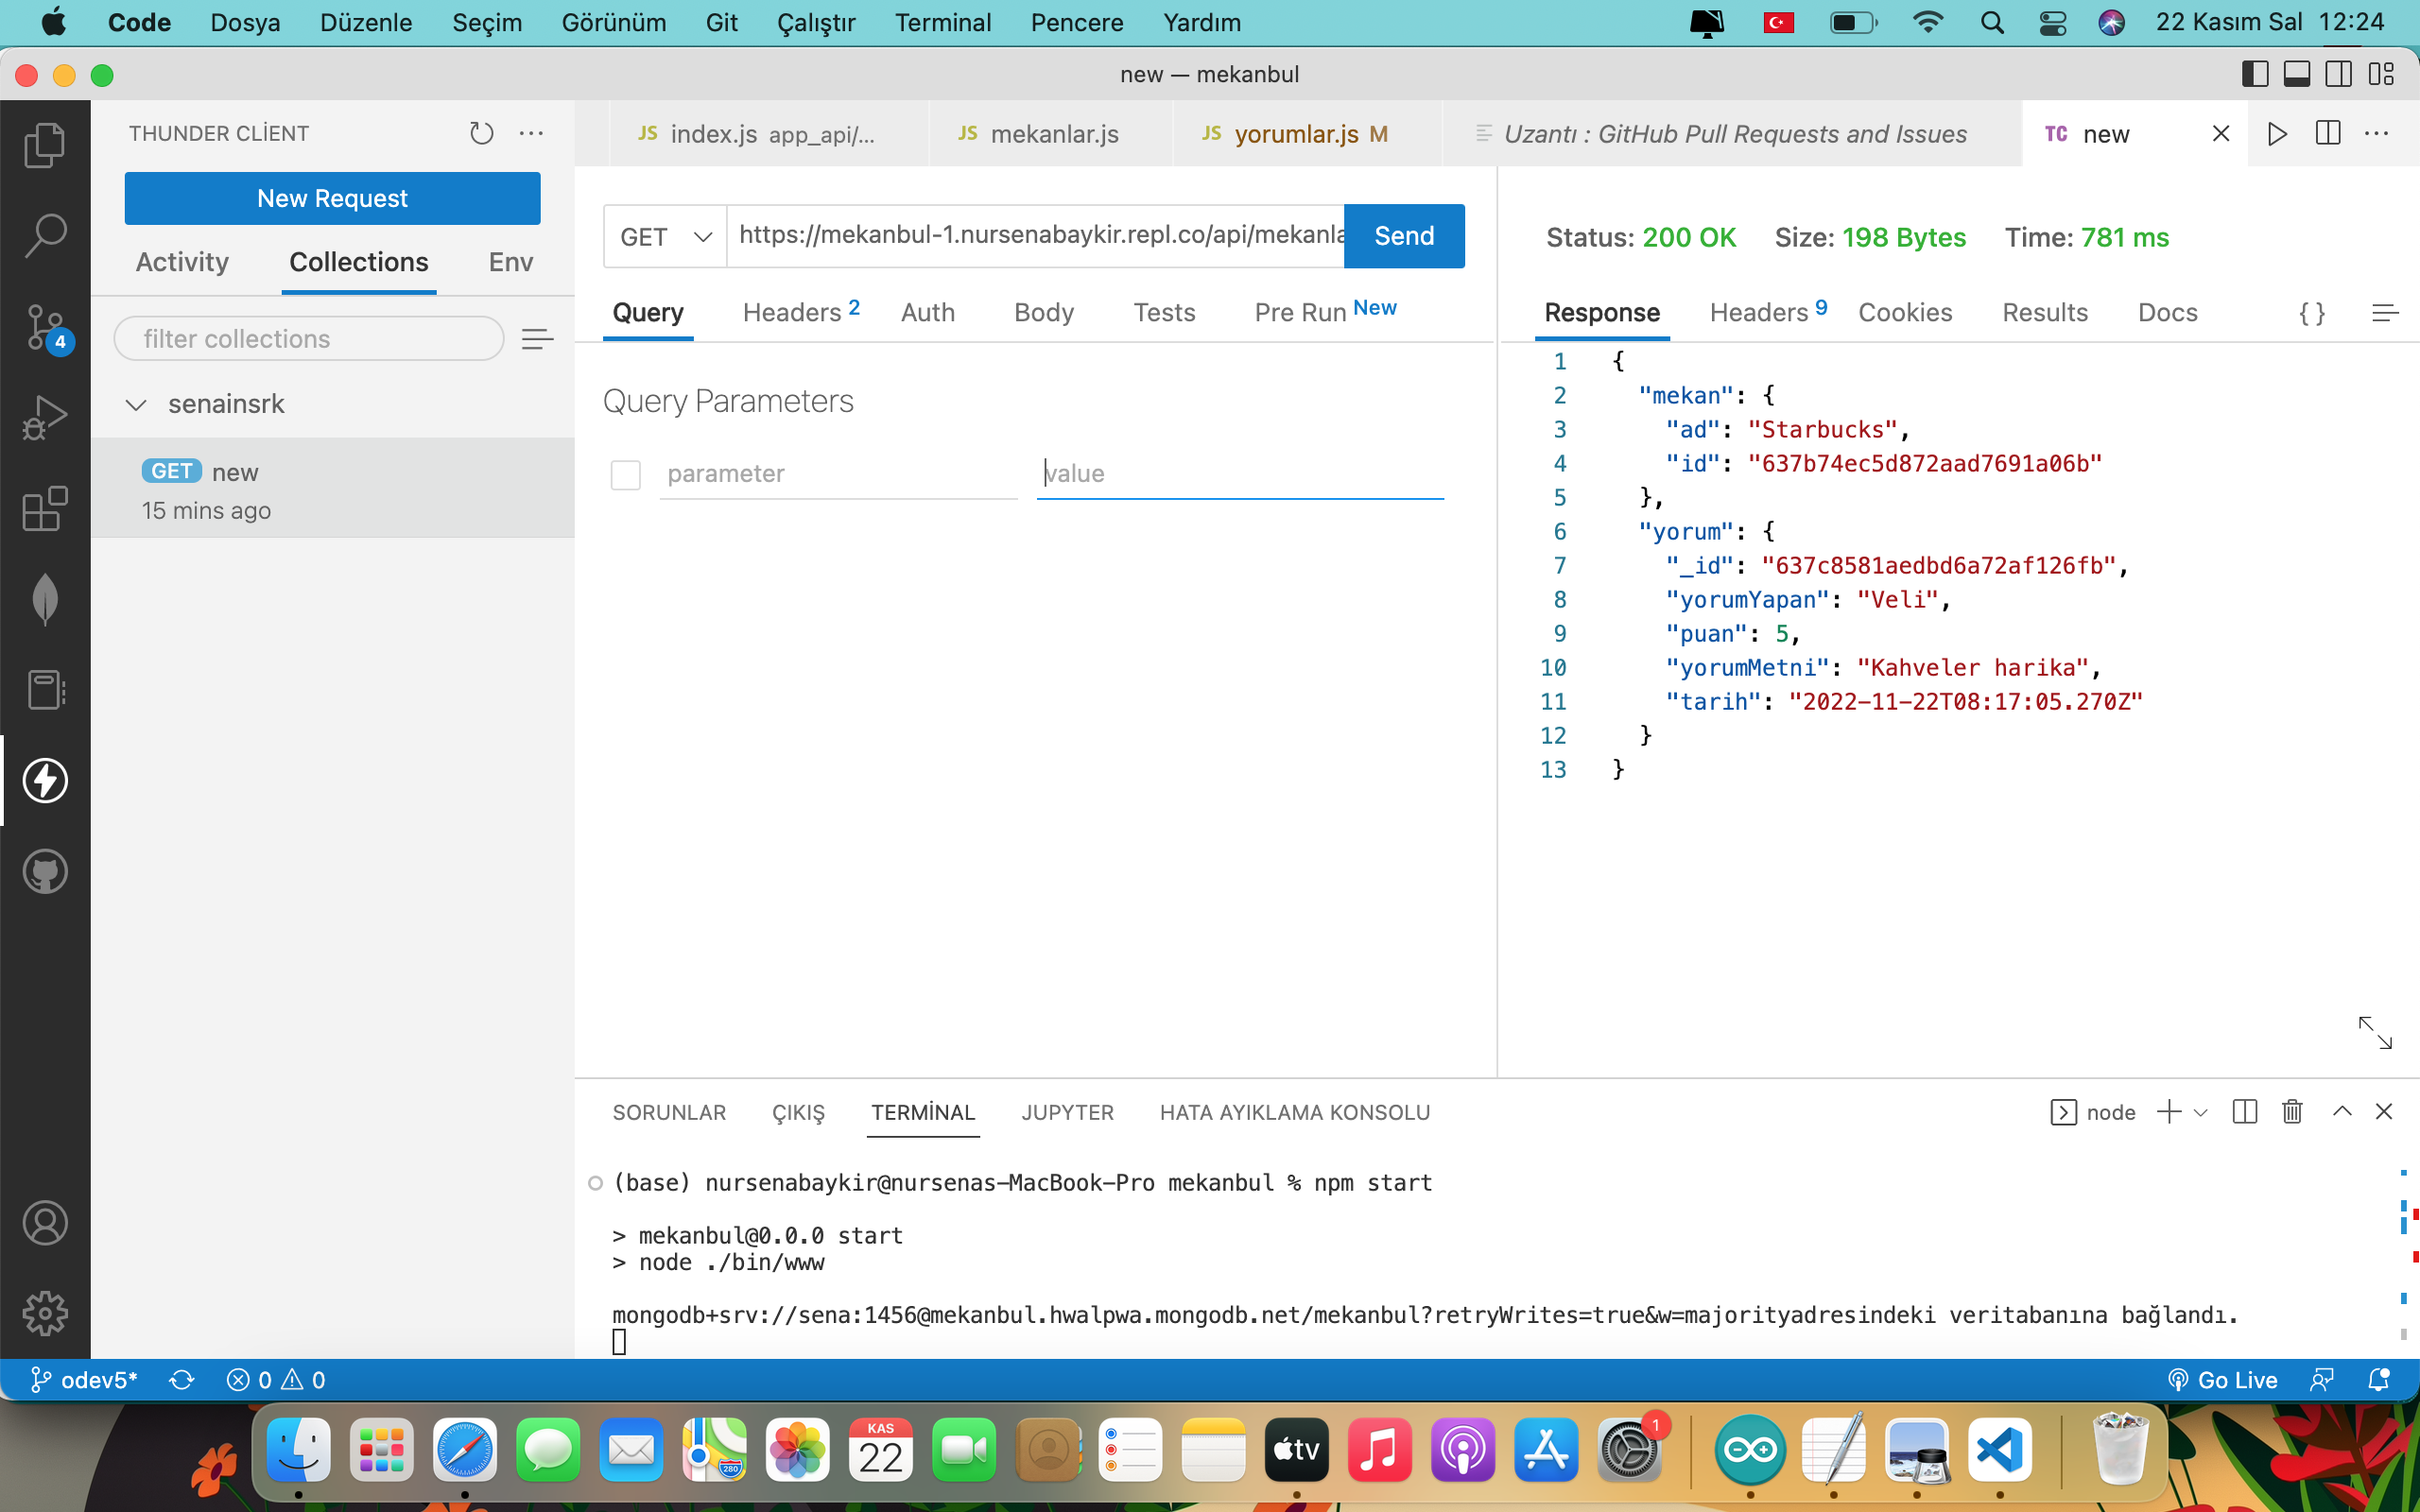 Code Dosya Düzenle Seçim Görünüm Git Çalıştır Terminal Pencere Yardım 22 Kasım Sal 12:24
new — mekanbul
THUNDER CLİENT
New Request
Activity Collections Env
filter collections
senainsrk
GET new
15 mins ago
4
JS index.js app_api/... JS mekanlar.js JS yorumlar.js M Uzantı : GitHub Pull Requests and Issues TC new
GET https://mekanbul-1.nursenabaykir.repl.co/api/mekanla Send
Query Headers 2 Auth Body Tests Pre Run New
Query Parameters
parameter value
Status: 200 OK Size: 198 Bytes Time: 781 ms
Response Headers 9 Cookies Results Docs { }
1 {
2 "mekan": {
3 "ad": "Starbucks",
4 "id": "637b74ec5d872aad7691a06b"
5 },
6 "yorum": {
7 "_id": "637c8581aedbd6a72af126fb",
8 "yorumYapan": "Veli",
9 "puan": 5,
10 "yorumMetni": "Kahveler harika",
11 "tarih": "2022-11-22T08:17:05.270Z"
12 }
13 }
SORUNLAR ÇIKIŞ TERMİNAL JUPYTER HATA AYIKLAMA KONSOLU node
(base) nursenabaykir@nursenas-MacBook-Pro mekanbul % npm start
> mekanbul@0.0.0 start
> node ./bin/www
mongodb+srv://sena:1456@mekanbul.hwalpwa.mongodb.net/mekanbul?retryWrites=true&w=majorityadresindeki veritabanına bağlandı.
odev5* 0 0 Go Live
280
KAS
22
tv
1